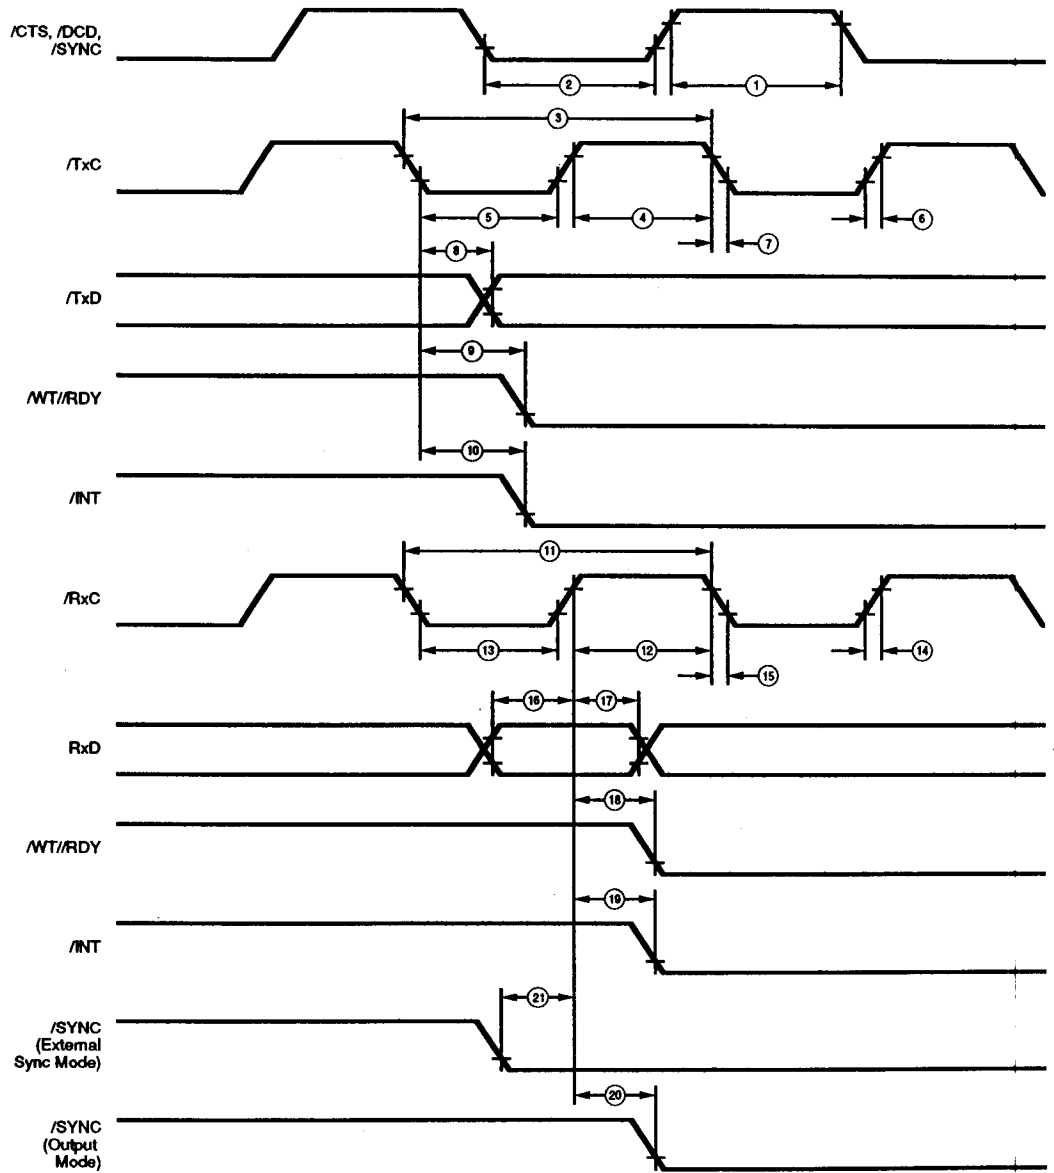 /CTS, /DCD,
/SYNC
2
1
3
/TxC
5
4
6
7
8
/TxD
9
/WT//RDY
10
/INT
11
/RxC
13
12
14
15
16
17
RxD
18
/WT//RDY
19
/INT
21
/SYNC
(External
Sync Mode)
20
/SYNC
(Output
Mode)